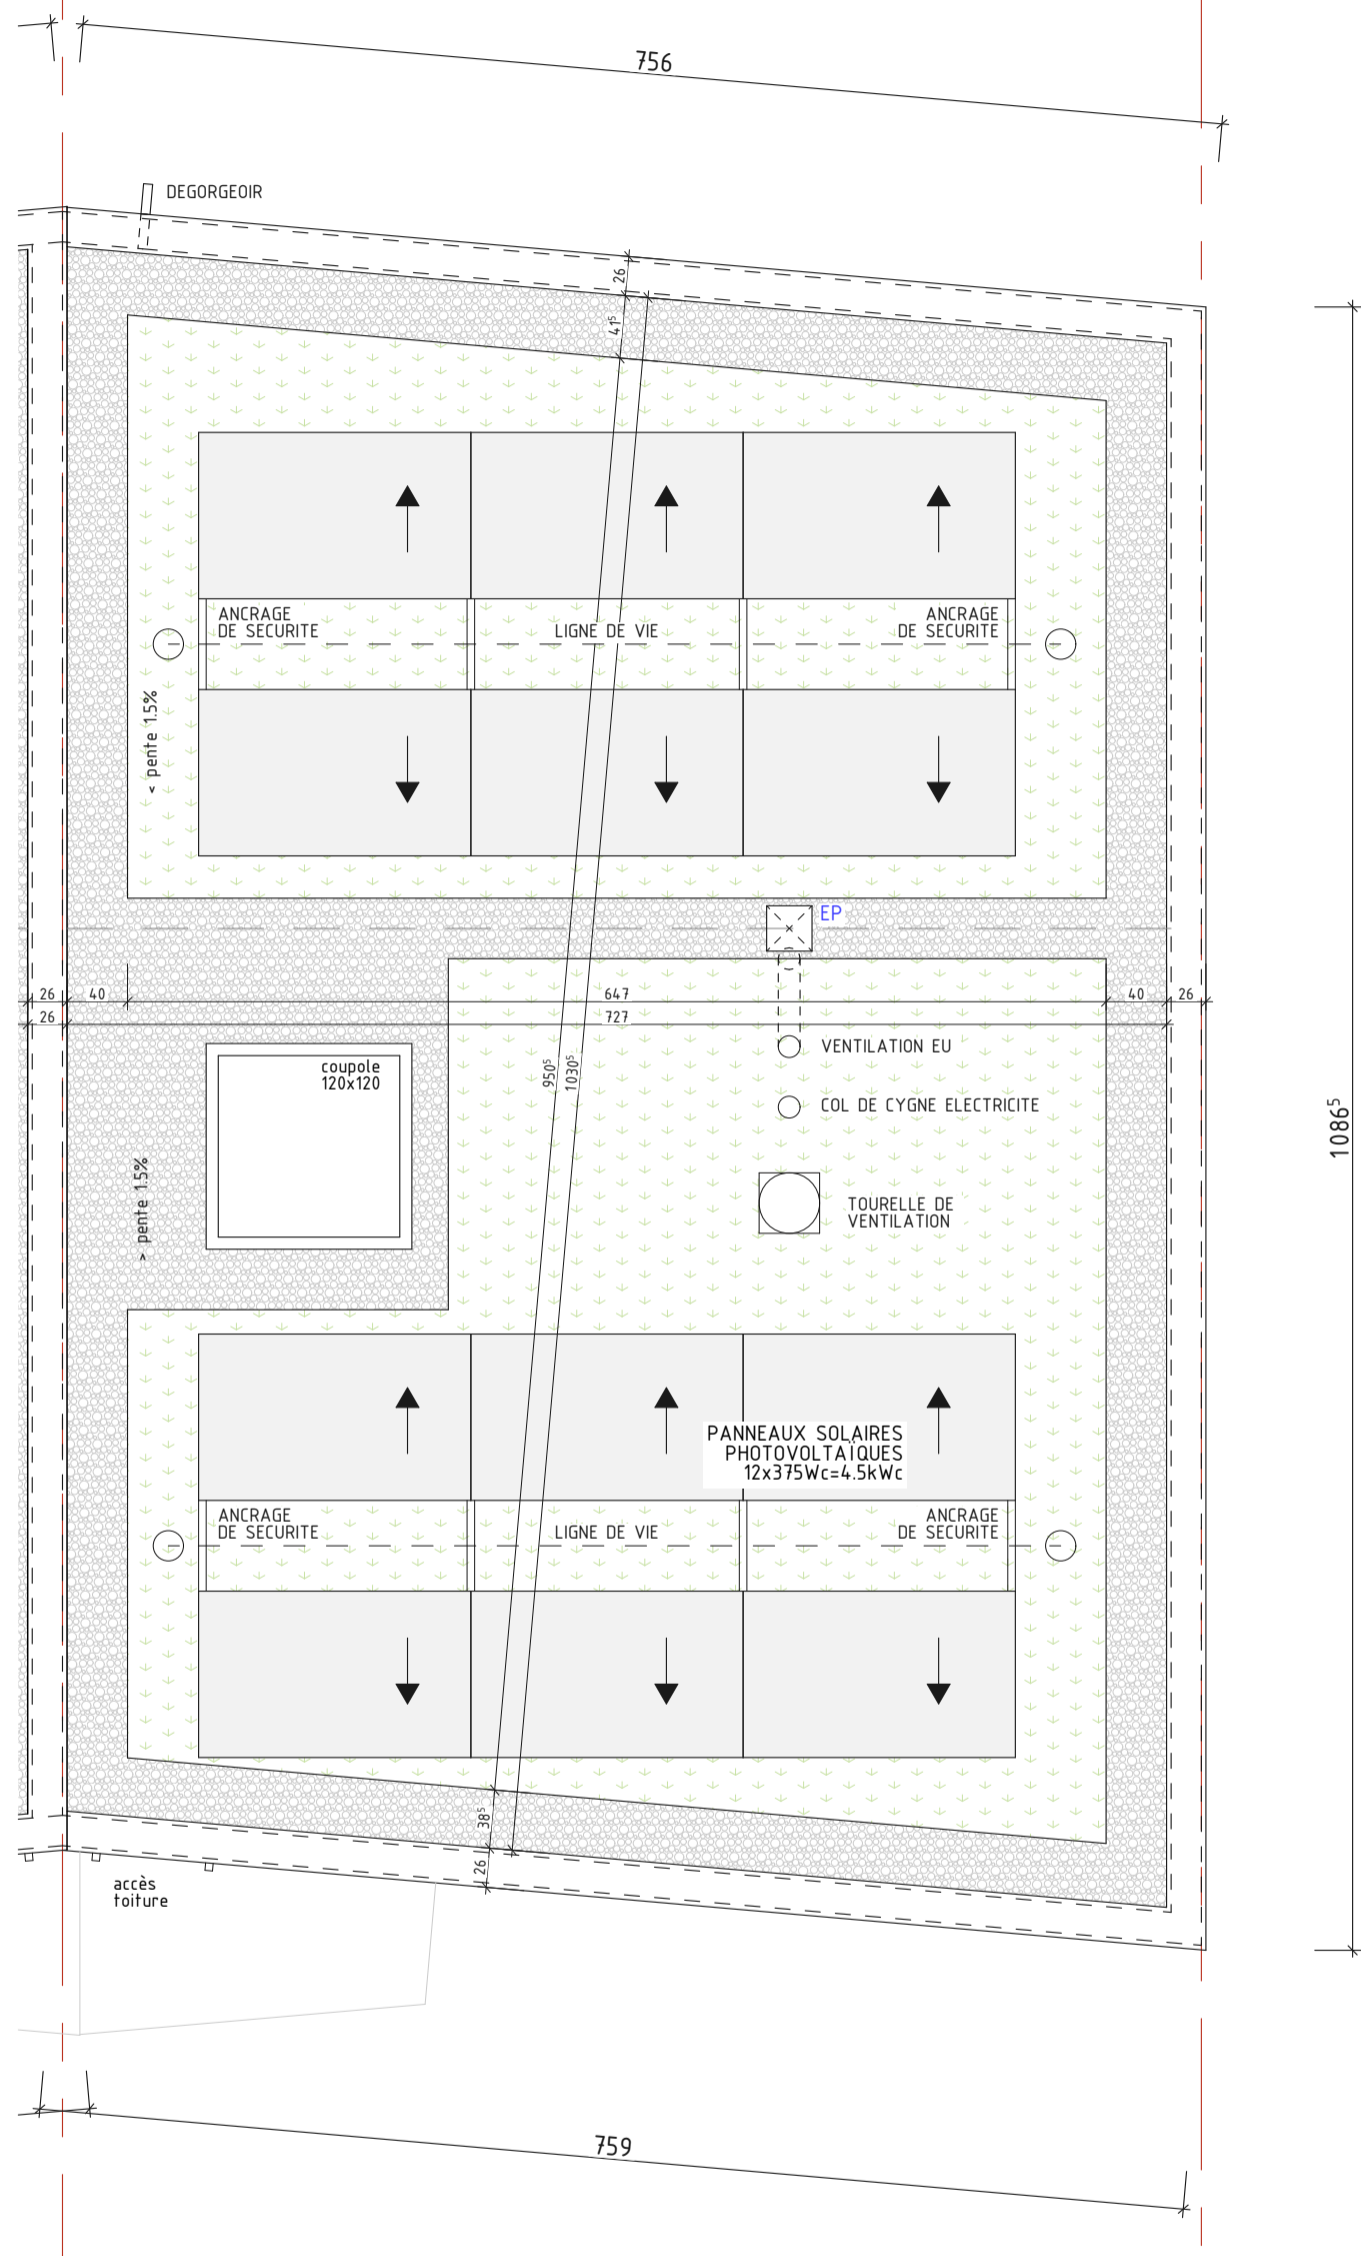 756
DEGORGEOIR
26
41⁵
ANCRAGE
DE SECURITE
LIGNE DE VIE
ANCRAGE
DE SECURITE
< pente 1.5%
EP
26
40
647
40
26
26
727
950⁵
1030⁵
VENTILATION EU
coupole
120x120
COL DE CYGNE ELECTRICITE
1086⁵
> pente 1.5%
TOURELLE DE
VENTILATION
PANNEAUX SOLAIRES
PHOTOVOLTAÏQUES
12x375Wc=4.5kWc
ANCRAGE
DE SECURITE
LIGNE DE VIE
ANCRAGE
DE SECURITE
38⁵
26
accès
toiture
759